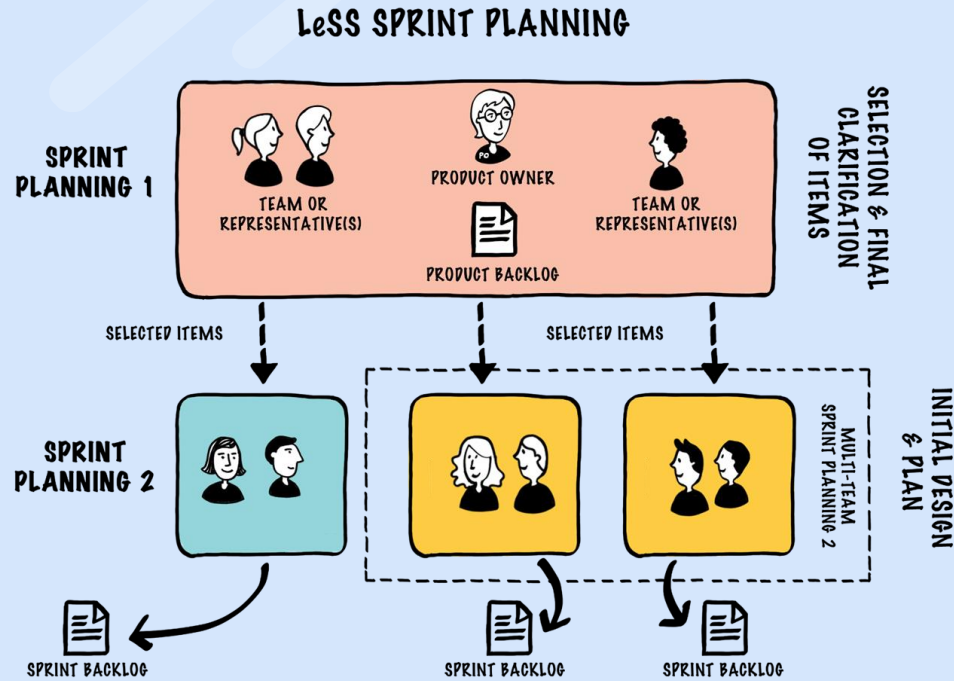 LeSS SPRINT PLANNING
SPRINT
PLANNING 1
TEAM OR
REPRESENTATIVE(S)
PO
PRODUCT OWNER
PRODUCT BACKLOG
TEAM OR
REPRESENTATIVE(S)
SELECTION & FINAL
CLARIFICATION
OF ITEMS
SELECTED ITEMS
SELECTED ITEMS
SPRINT
PLANNING 2
MULTI-TEAM
SPRINT PLANNING 2
INITIAL DESIGN
& PLAN
SPRINT BACKLOG
SPRINT BACKLOG
SPRINT BACKLOG